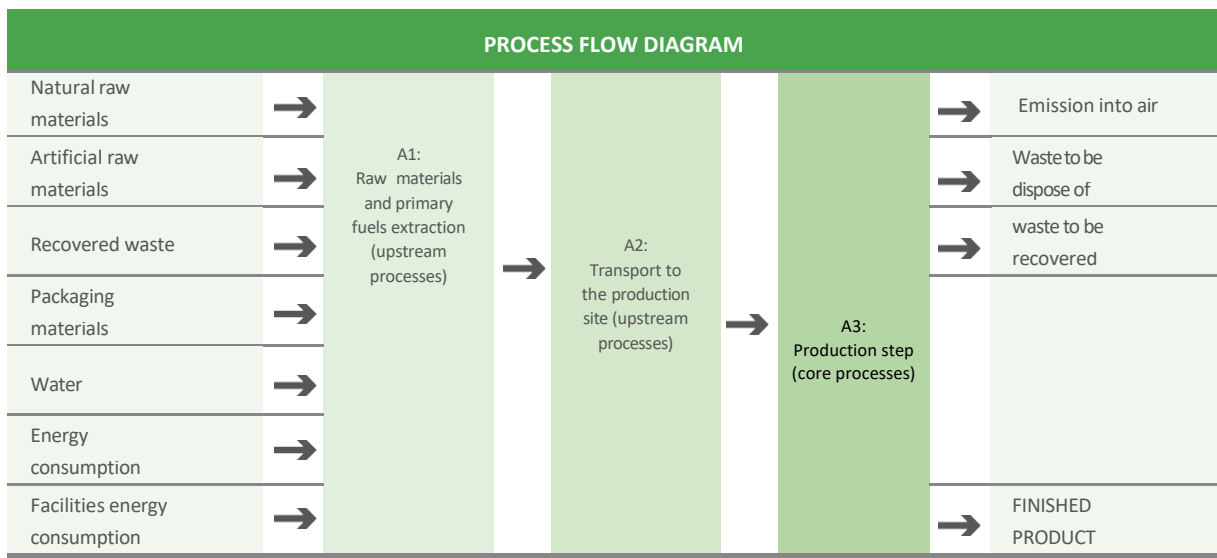 PROCESS FLOW DIAGRAM
Natural raw
materials
Artificial raw
materials
Recovered waste
Packaging
materials
Water
Energy
consumption
Facilities energy
consumption
A1:
Raw materials
and primary
fuels extraction
(upstream
processes)
A2:
Transport to
the production
site (upstream
processes)
A3:
Production step
(core processes)
Emission into air
Waste to be
dispose of
waste to be
recovered
FINISHED
PRODUCT